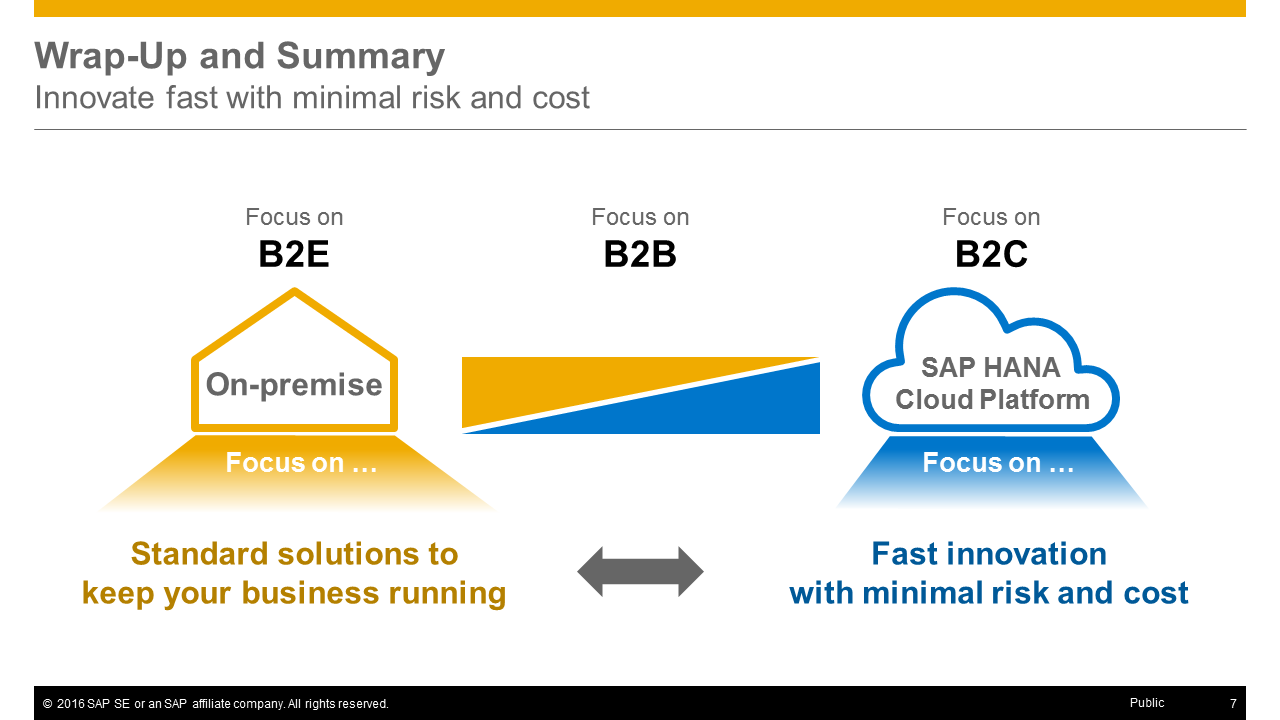 Wrap-Up and Summary
Innovate fast with minimal risk and cost
Focus on
B2E
Focus on
B2B
Focus on
B2C
On-premise
SAP HANA
Cloud Platform
Focus on …
Focus on …
Standard solutions to
keep your business running
Fast innovation
with minimal risk and cost
© 2016 SAP SE or an SAP affiliate company. All rights reserved.
Public
7